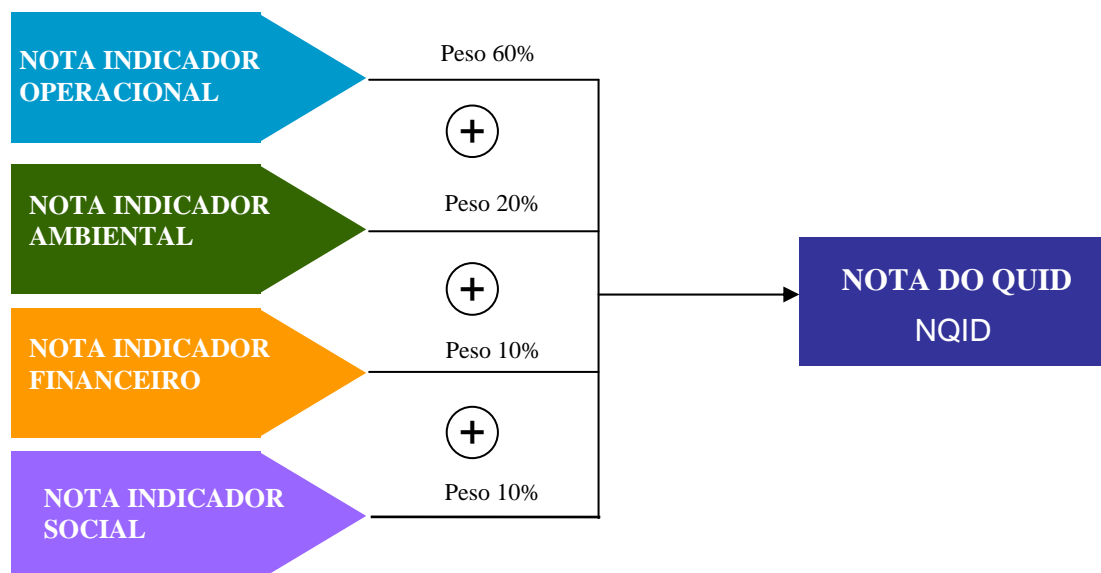 NOTA INDICADOR
OPERACIONAL
Peso 60%
+
NOTA INDICADOR
AMBIENTAL
Peso 20%
+
NOTA INDICADOR
FINANCEIRO
Peso 10%
+
NOTA INDICADOR
SOCIAL
Peso 10%
NOTA DO QUID
NQID